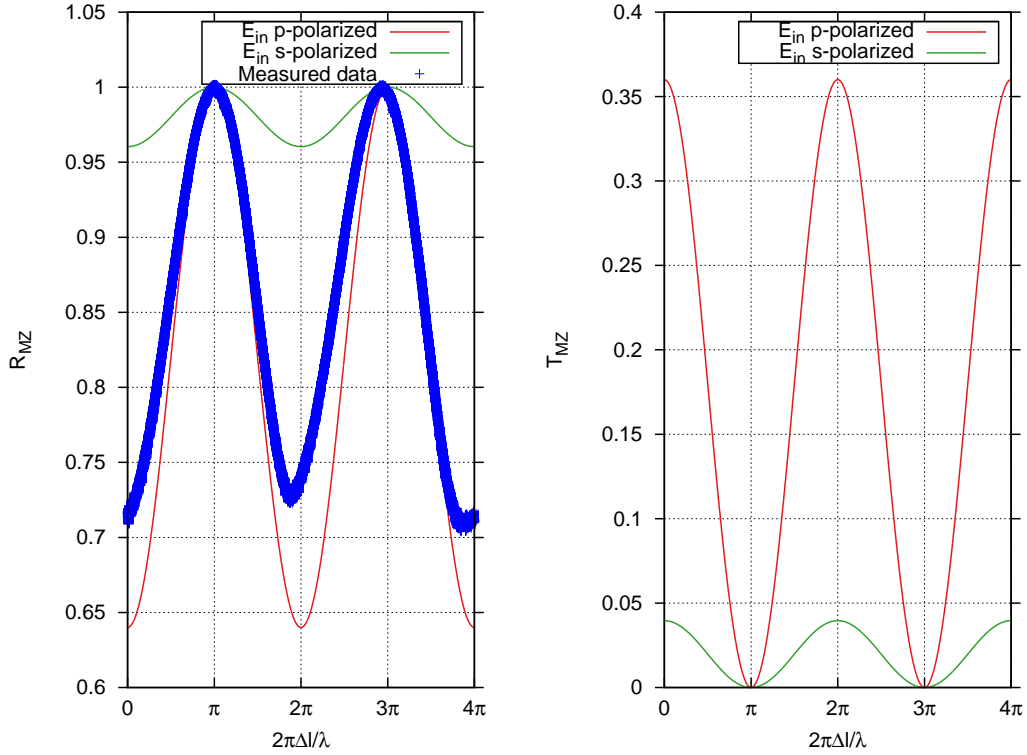 1.05
1
0.95
0.9
0.85
0.8
0.75
0.7
0.65
0.6
R_MZ
E_in p-polarized
E_in s-polarized
Measured data
0 π 2π 3π 4π
2πΔl/λ
0.4
0.35
0.3
0.25
0.2
0.15
0.1
0.05
0
T_MZ
E_in p-polarized
E_in s-polarized
0 π 2π 3π 4π
2πΔl/λ